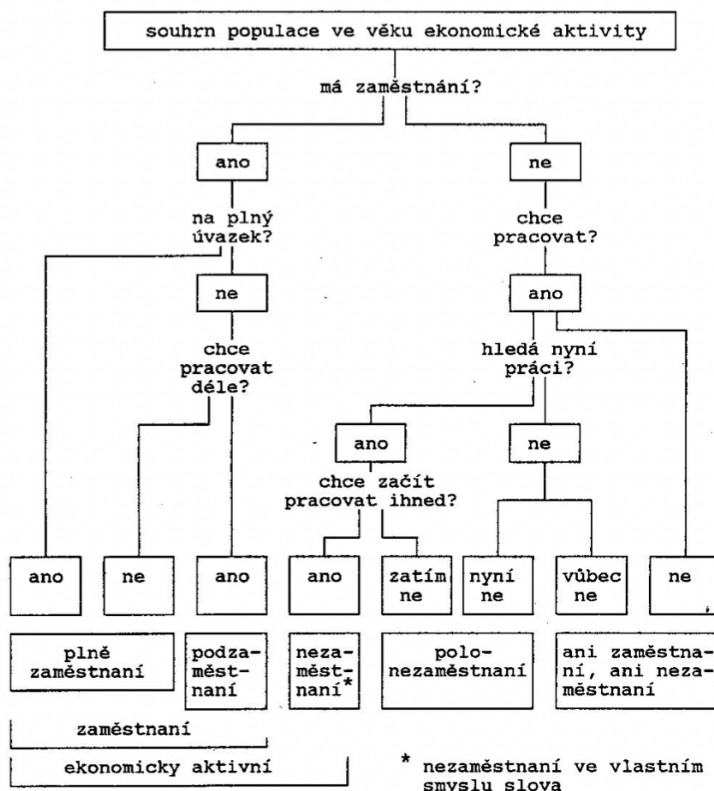 souhrn populace ve věku ekonomické aktivity
má zaměstnání?
ano
ne
na plný
úvazek?
chce
pracovat?
ne
ano
chce
pracovat
déle?
hledá nyní
práci?
ano
ne
chce začít
pracovat ihned?
ano
ne
ano
ano
zatím
ne
nyní
ne
vůbec
ne
ne
plně
zaměstnaní
podza-
měst-
naní
neza-
měst-
naní*
polo-
nezaměstnaní
ani zaměstna-
ní, ani neza-
městnaní
zaměstnaní
ekonomicky aktivní
* nezaměstnaní ve vlastním
smyslu slova